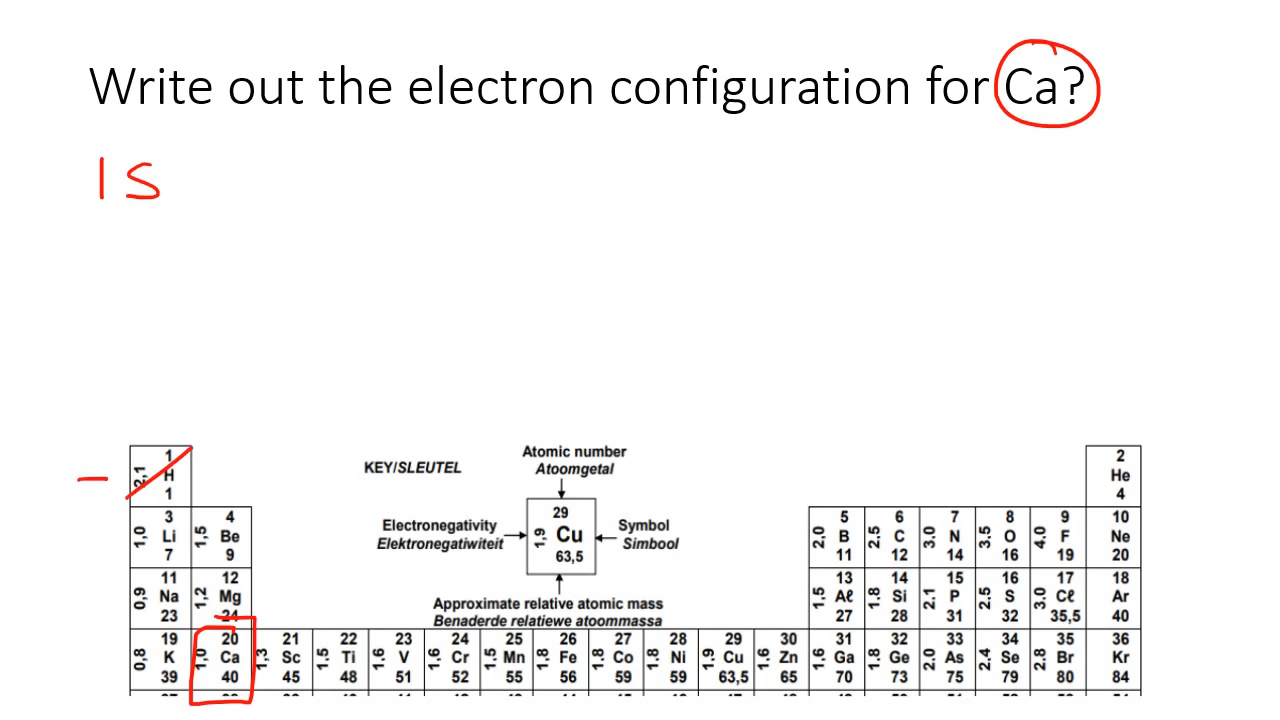 Write out the electron configuration for Ca?
1s
1 2
KEY/SLEUTEL Atomic number
Atoomgetal
2,1 H He
1 4
3 4 29 5 6 7 8 9 10
1,0 Li 1,5 Be Electronegativity 1,9 Cu Symbol 2,0 B 2,5 C 3,0 N 3,5 O 4,0 F Ne
7 9 Elektronegatiwiteit 63,5 Simbool 11 12 14 16 19 20
11 12 13 14 15 16 17 18
0,9 Na 1,2 Mg Approximate relative atomic mass 1,5 Aℓ 1,8 Si 2,1 P 2,5 S 3,0 Cℓ Ar
23 24 Benaderde relatiewe atoommassa 27 28 31 32 35,5 40
19 20 21 22 23 24 25 26 27 28 29 30 31 32 33 34 35 36
0,8 K 1,0 Ca 1,3 Sc 1,5 Ti 1,6 V 1,6 Cr 1,5 Mn 1,8 Fe 1,8 Co 1,8 Ni 1,9 Cu 1,6 Zn 1,6 Ga 1,8 Ge 2,0 As 2,4 Se 2,8 Br Kr
39 40 45 48 51 52 55 56 59 59 63,5 65 70 73 75 79 80 84